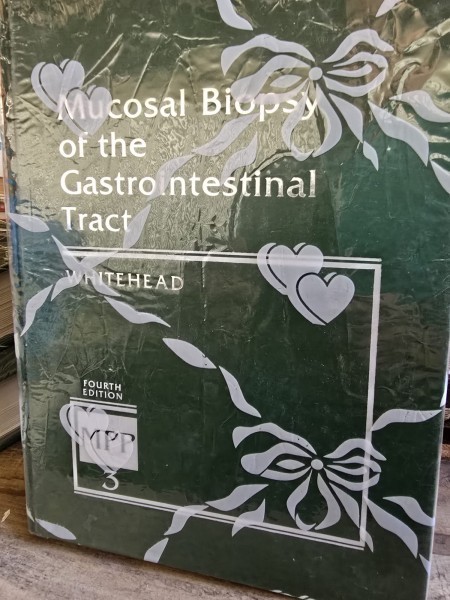 Mucosal Biopsy
of the
Gastrointestinal
Tract
WHITEHEAD
FOURTH
EDITION
MPP
3